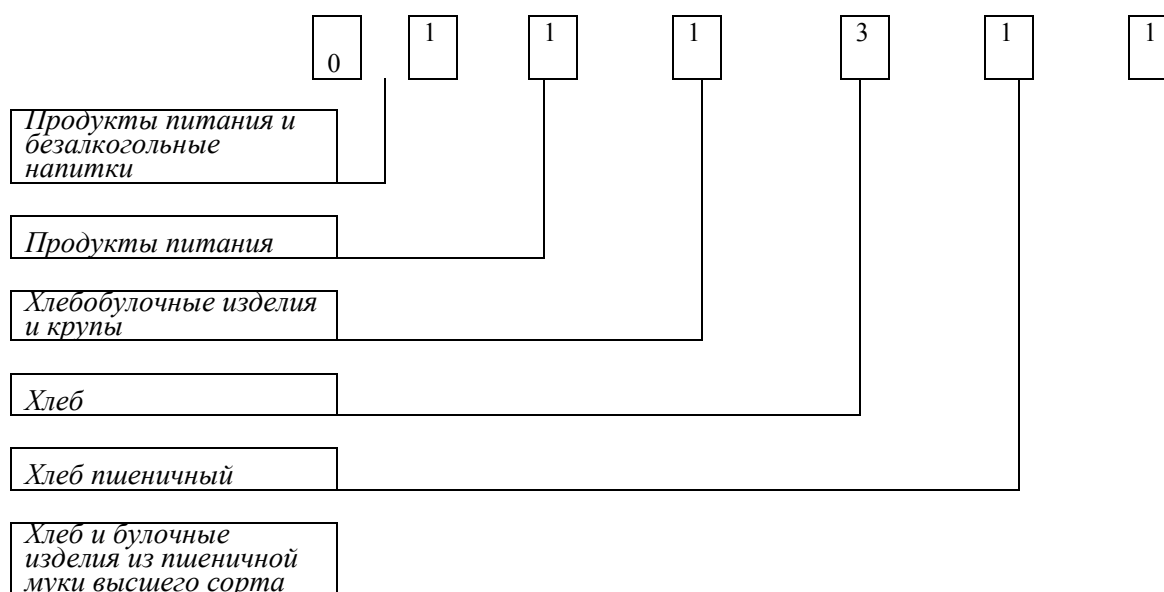 0 1 1 1 3 1 1
Продукты питания и
безалкогольные
напитки
Продукты питания
Хлебобулочные изделия
и крупы
Хлеб
Хлеб пшеничный
Хлеб и булочные
изделия из пшеничной
муки высшего сорта